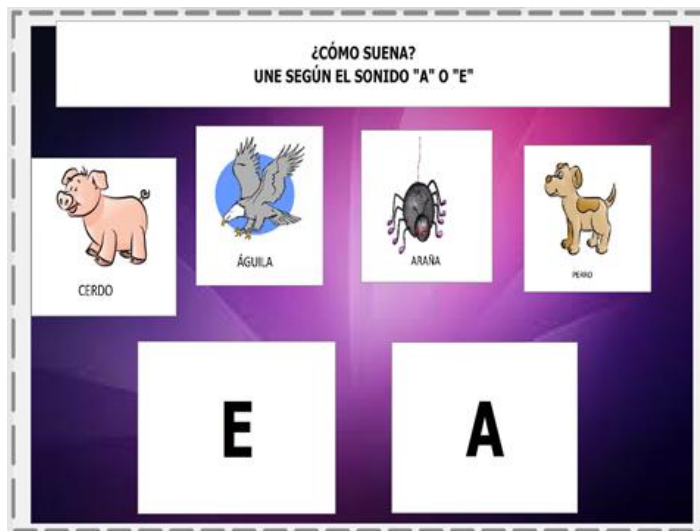 ¿CÓMO SUENA?
UNE SEGÚN EL SONIDO "A" O "E"
CERDO
ÁGUILA
ARAÑA
PERRO
E
A